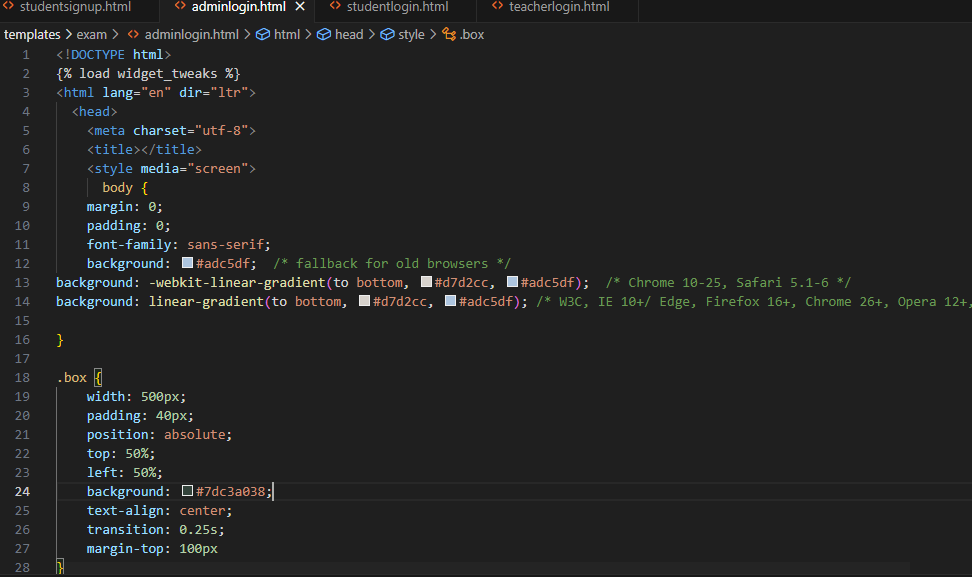 studentsignup.html adminlogin.html studentlogin.html teacherlogin.html
templates > exam > adminlogin.html > html > head > style > .box
1 <!DOCTYPE html>
2 {% load widget_tweaks %}
3 <html lang="en" dir="ltr">
4 <head>
5 <meta charset="utf-8">
6 <title></title>
7 <style media="screen">
8 body {
9 margin: 0;
10 padding: 0;
11 font-family: sans-serif;
12 background: #adc5df; /* fallback for old browsers */
13 background: -webkit-linear-gradient(to bottom, #d7d2cc, #adc5df); /* Chrome 10-25, Safari 5.1-6 */
14 background: linear-gradient(to bottom, #d7d2cc, #adc5df); /* W3C, IE 10+/ Edge, Firefox 16+, Chrome 26+, Opera 12+,
15
16 }
17
18 .box {
19 width: 500px;
20 padding: 40px;
21 position: absolute;
22 top: 50%;
23 left: 50%;
24 background: #7dc3a038;
25 text-align: center;
26 transition: 0.25s;
27 margin-top: 100px
28 }